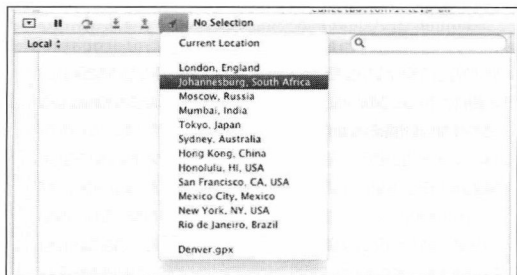 No Selection
Local
Current Location
London, England
Johannesburg, South Africa
Moscow, Russia
Mumbai, India
Tokyo, Japan
Sydney, Australia
Hong Kong, China
Honolulu, HI, USA
San Francisco, CA, USA
Mexico City, Mexico
New York, NY, USA
Rio de Janeiro, Brazil
Denver.gpx